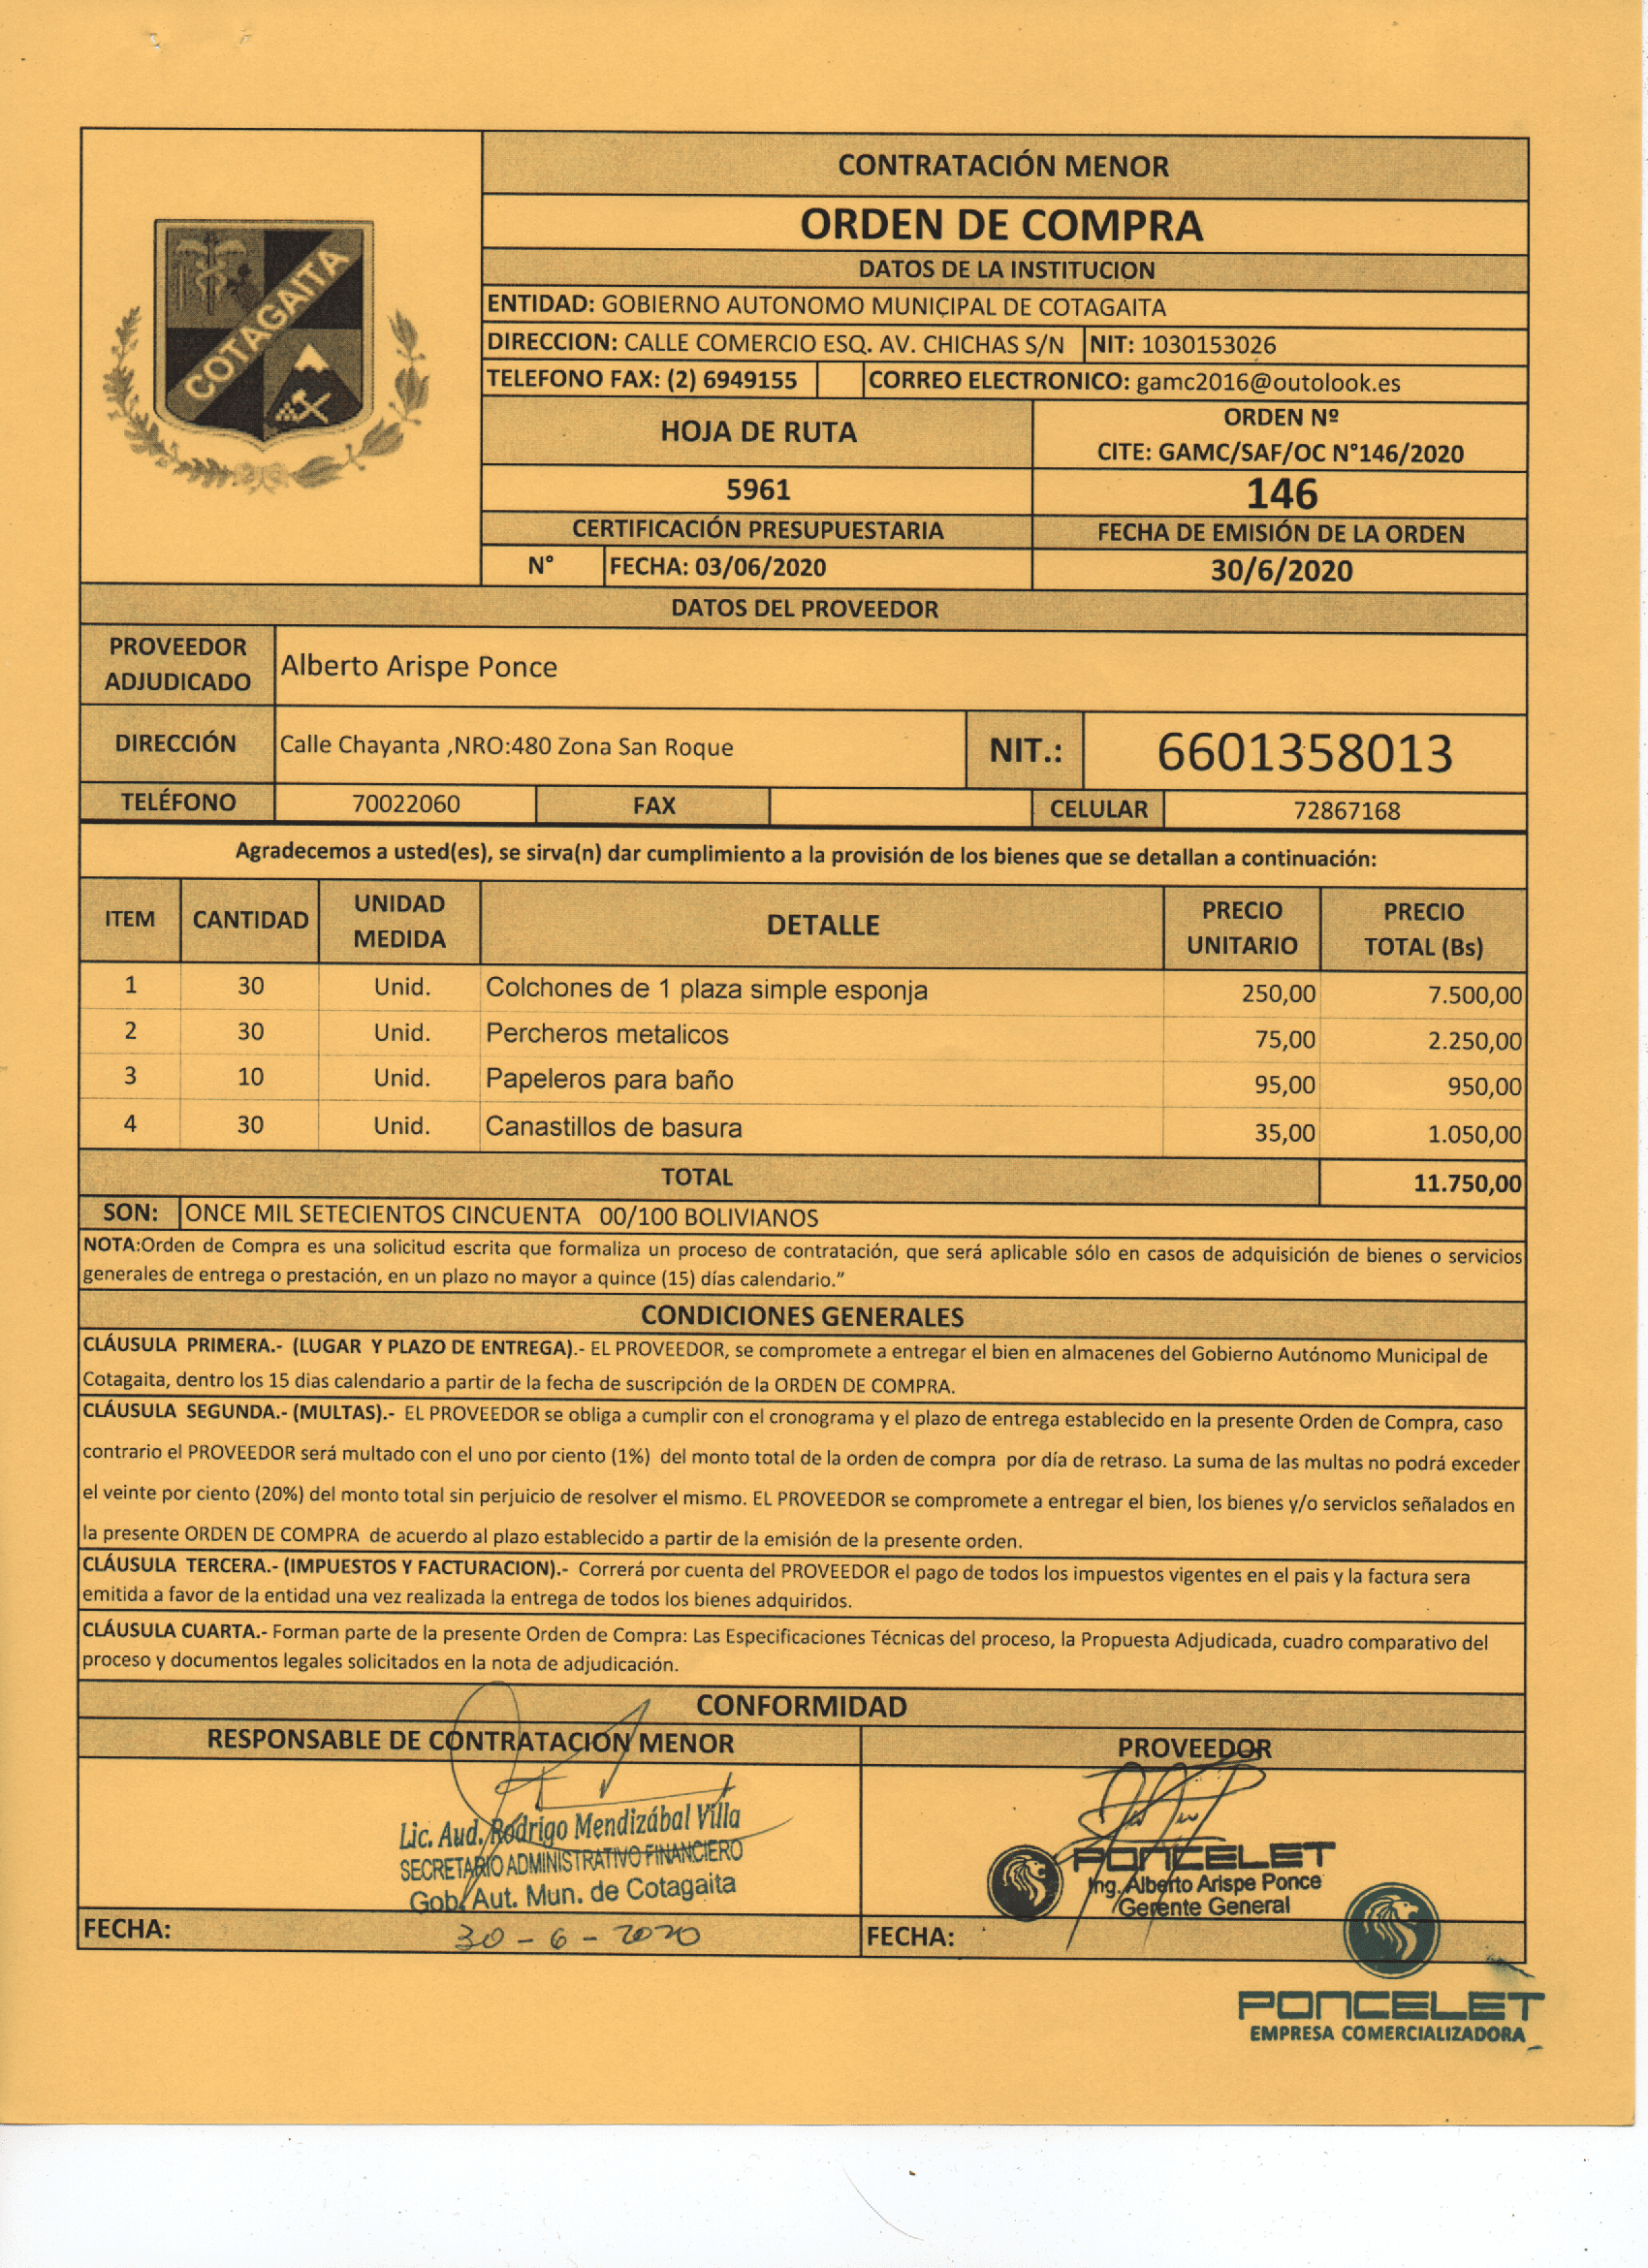 COTAGAITA
CONTRATACIÓN MENOR
ORDEN DE COMPRA
DATOS DE LA INSTITUCION
ENTIDAD: GOBIERNO AUTONOMO MUNICIPAL DE COTAGAITA
DIRECCION: CALLE COMERCIO ESQ. AV. CHICHAS S/N NIT: 1030153026
TELEFONO FAX: (2) 6949155 CORREO ELECTRONICO: gamc2016@outolook.es
HOJA DE RUTA
ORDEN Nº
CITE: GAMC/SAF/OC N°146/2020
5961 146
CERTIFICACIÓN PRESUPUESTARIA FECHA DE EMISIÓN DE LA ORDEN
N° FECHA: 03/06/2020 30/6/2020
DATOS DEL PROVEEDOR
PROVEEDOR
ADJUDICADO
Alberto Arispe Ponce
DIRECCIÓN Calle Chayanta ,NRO:480 Zona San Roque NIT.: 6601358013
TELÉFONO 70022060 FAX CELULAR 72867168
Agradecemos a usted(es), se sirva(n) dar cumplimiento a la provisión de los bienes que se detallan a continuación:
ITEM CANTIDAD UNIDAD MEDIDA DETALLE PRECIO UNITARIO PRECIO TOTAL (Bs)
1 30 Unid. Colchones de 1 plaza simple esponja 250,00 7.500,00
2 30 Unid. Percheros metalicos 75,00 2.250,00
3 10 Unid. Papeleros para baño 95,00 950,00
4 30 Unid. Canastillos de basura 35,00 1.050,00
TOTAL 11.750,00
SON: ONCE MIL SETECIENTOS CINCUENTA 00/100 BOLIVIANOS
NOTA:Orden de Compra es una solicitud escrita que formaliza un proceso de contratación, que será aplicable sólo en casos de adquisición de bienes o servicios
generales de entrega o prestación, en un plazo no mayor a quince (15) días calendario.”
CONDICIONES GENERALES
CLÁUSULA PRIMERA.- (LUGAR Y PLAZO DE ENTREGA).- EL PROVEEDOR, se compromete a entregar el bien en almacenes del Gobierno Autónomo Municipal de
Cotagaita, dentro los 15 dias calendario a partir de la fecha de suscripción de la ORDEN DE COMPRA.
CLÁUSULA SEGUNDA.- (MULTAS).- EL PROVEEDOR se obliga a cumplir con el cronograma y el plazo de entrega establecido en la presente Orden de Compra, caso
contrario el PROVEEDOR será multado con el uno por ciento (1%) del monto total de la orden de compra por día de retraso. La suma de las multas no podrá exceder
el veinte por ciento (20%) del monto total sin perjuicio de resolver el mismo. EL PROVEEDOR se compromete a entregar el bien, los bienes y/o servicIos señalados en
la presente ORDEN DE COMPRA de acuerdo al plazo establecido a partir de la emisión de la presente orden.
CLÁUSULA TERCERA.- (IMPUESTOS Y FACTURACION).- Correrá por cuenta del PROVEEDOR el pago de todos los impuestos vigentes en el pais y la factura sera
emitida a favor de la entidad una vez realizada la entrega de todos los bienes adquiridos.
CLÁUSULA CUARTA.- Forman parte de la presente Orden de Compra: Las Especificaciones Técnicas del proceso, la Propuesta Adjudicada, cuadro comparativo del
proceso y documentos legales solicitados en la nota de adjudicación.
CONFORMIDAD
RESPONSABLE DE CONTRATACION MENOR PROVEEDOR
Lic. Aud. Rodrigo Mendizábal Villa
SECRETARIO ADMINISTRATIVO FINANCIERO
Gob. Aut. Mun. de Cotagaita
PONCELET
Ing. Alberto Arispe Ponce
Gerente General
FECHA: 30 - 6 - 2020 FECHA:
PONCELET
EMPRESA COMERCIALIZADORA